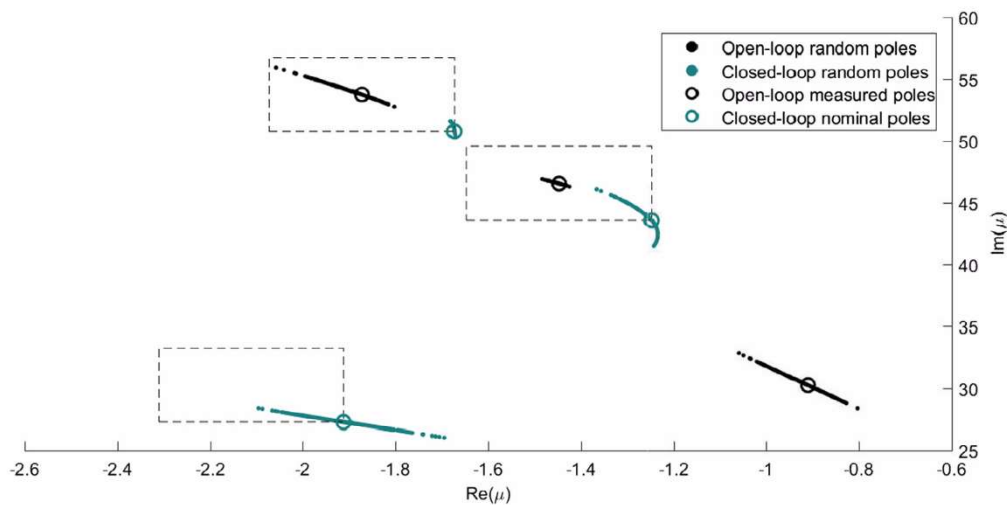 60
Open-loop random poles
Closed-loop random poles
Open-loop measured poles
Closed-loop nominal poles
55
50
45
40
35
30
25
Im(μ)
-2.6 -2.4 -2.2 -2 -1.8 -1.6 -1.4 -1.2 -1 -0.8 -0.6
Re(μ)